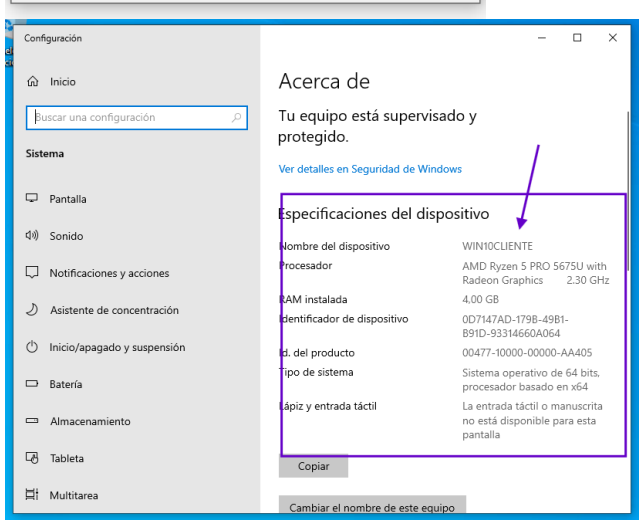 Configuración
Inicio
Buscar una configuración
Sistema
Pantalla
Sonido
Notificaciones y acciones
Asistente de concentración
Inicio/apagado y suspensión
Batería
Almacenamiento
Tableta
Multitarea
Acerca de
Tu equipo está supervisado y
protegido.
Ver detalles en Seguridad de Windows
Especificaciones del dispositivo
Nombre del dispositivo WIN10CLIENTE
Procesador AMD Ryzen 5 PRO 5675U with
Radeon Graphics 2.30 GHz
RAM instalada 4,00 GB
Identificador de dispositivo 0D7147AD-179B-49B1-
B91D-93314660A064
Id. del producto 00477-10000-00000-AA405
Tipo de sistema Sistema operativo de 64 bits,
procesador basado en x64
Lápiz y entrada táctil La entrada táctil o manuscrita
no está disponible para esta
pantalla
Copiar
Cambiar el nombre de este equipo